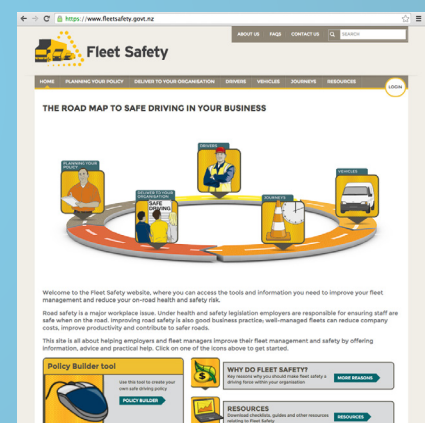 https://www.fleetsafety.govt.nz
ABOUT US FAQS CONTACT US SEARCH
Fleet Safety
HOME PLANNING YOUR POLICY DELIVER TO YOUR ORGANISATION DRIVERS VEHICLES JOURNEYS RESOURCES
LOGIN
THE ROAD MAP TO SAFE DRIVING IN YOUR BUSINESS
DRIVERS
PLANNING YOUR
POLICY
VEHICLES
DELIVER TO YOUR
ORGANISATION
JOURNEYS
SAFE
DRIVING
Welcome to the Fleet Safety website, where you can access the tools and information you need to improve your fleet
management and reduce your on-road health and safety risk.
Road safety is a major workplace issue. Under health and safety legislation employers are responsible for ensuring staff are
safe when on the road. Improving road safety is also good business practice; well-managed fleets can reduce company
costs, improve productivity and contribute to safer roads.
This site is all about helping employers and fleet managers improve their fleet management and safety by offering
information, advice and practical help. Click on one of the icons above to get started.
Policy Builder tool
Use this tool to create your
own safe driving policy
POLICY BUILDER
WHY DO FLEET SAFETY?
Key reasons why you should make fleet safety a
driving force within your organisation
MORE REASONS
RESOURCES
Download checklists, guides and other resources
relating to Fleet Safety
RESOURCES